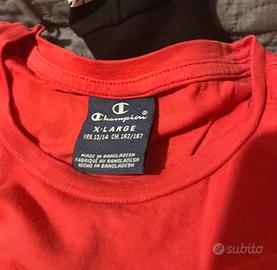 Champion
X-LARGE
YRS.13/14 CM.162/167
MADE IN BANGLADESH
FABRIQUÉ AU BANGLADESH
HECHO EN BANGLADESH
subito